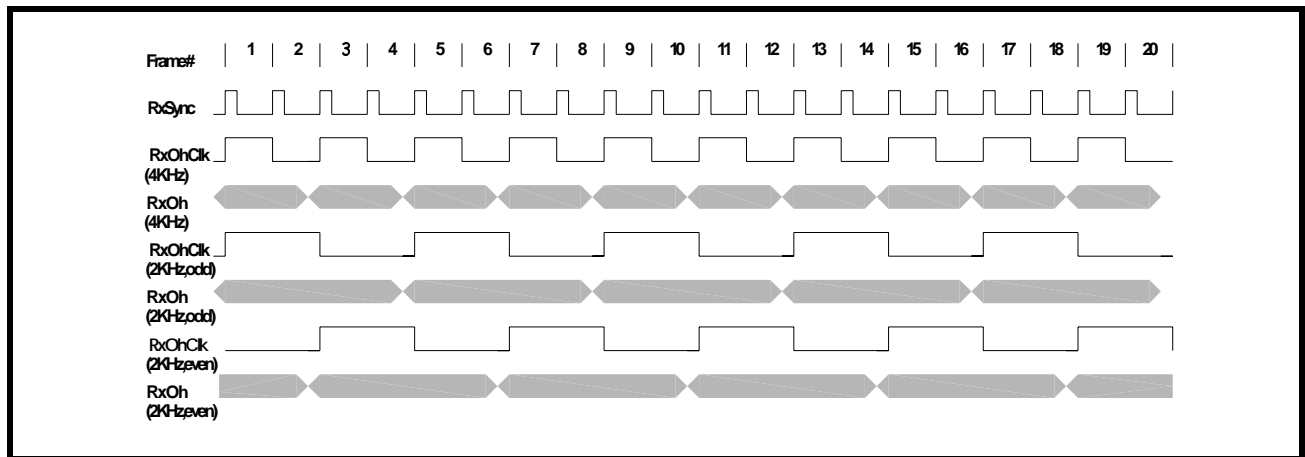 Frame# | 1 | 2 | 3 | 4 | 5 | 6 | 7 | 8 | 9 | 10 | 11 | 12 | 13 | 14 | 15 | 16 | 17 | 18 | 19 | 20
RxSync
RxOhClk
(4KHz)
RxOh
(4KHz)
RxOhClk
(2KHz,odd)
RxOh
(2KHz,odd)
RxOhClk
(2KHz,even)
RxOh
(2KHz,even)